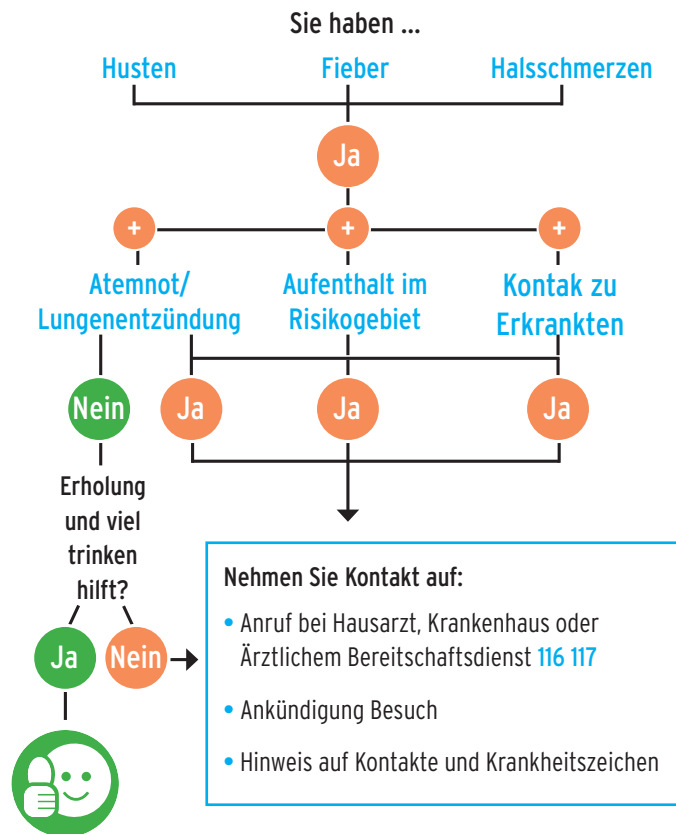 Sie haben ...
Husten
Fieber
Halsschmerzen
Ja
+
+
+
Atemnot/
Lungenentzündung
Aufenthalt im
Risikogebiet
Kontak zu
Erkrankten
Nein
Ja
Ja
Ja
Erholung
und viel
trinken
hilft?
Ja
Nein
Nehmen Sie Kontakt auf:
• Anruf bei Hausarzt, Krankenhaus oder
Ärztlichem Bereitschaftsdienst 116 117
• Ankündigung Besuch
• Hinweis auf Kontakte und Krankheitszeichen